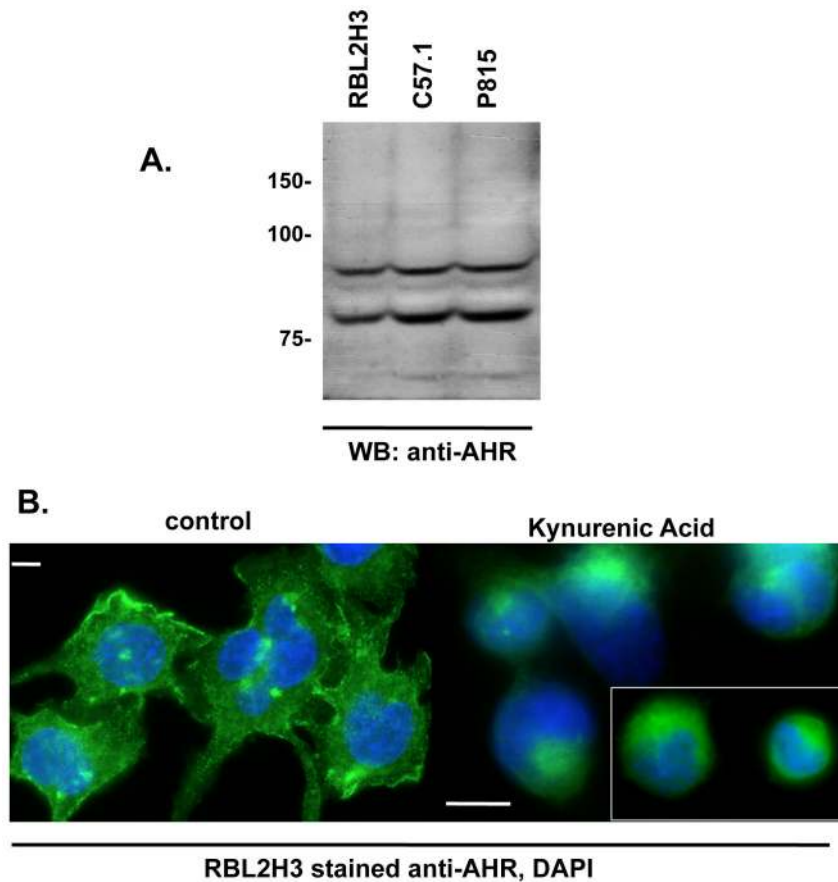 RBL2H3
C57.1
P815
A.
150-
100-
75-
WB: anti-AHR
B.
control
Kynurenic Acid
RBL2H3 stained anti-AHR, DAPI